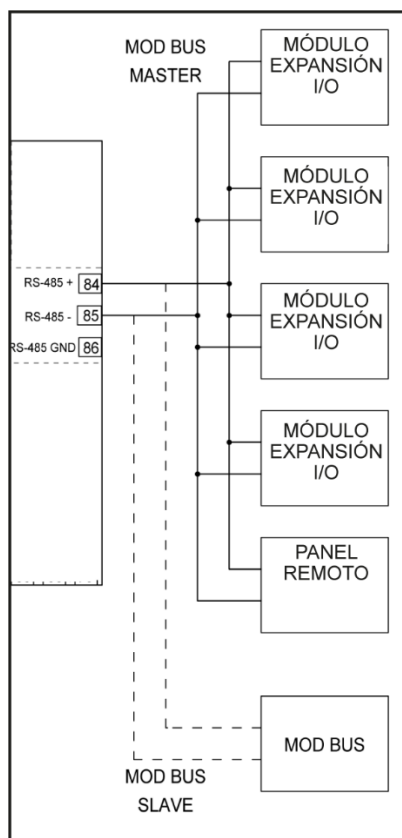 MOD BUS
MASTER
MÓDULO
EXPANSIÓN
I/O
MÓDULO
EXPANSIÓN
I/O
RS-485 + 84
RS-485 - 85
RS-485 GND 86
MÓDULO
EXPANSIÓN
I/O
MÓDULO
EXPANSIÓN
I/O
PANEL
REMOTO
MOD BUS
MOD BUS
SLAVE